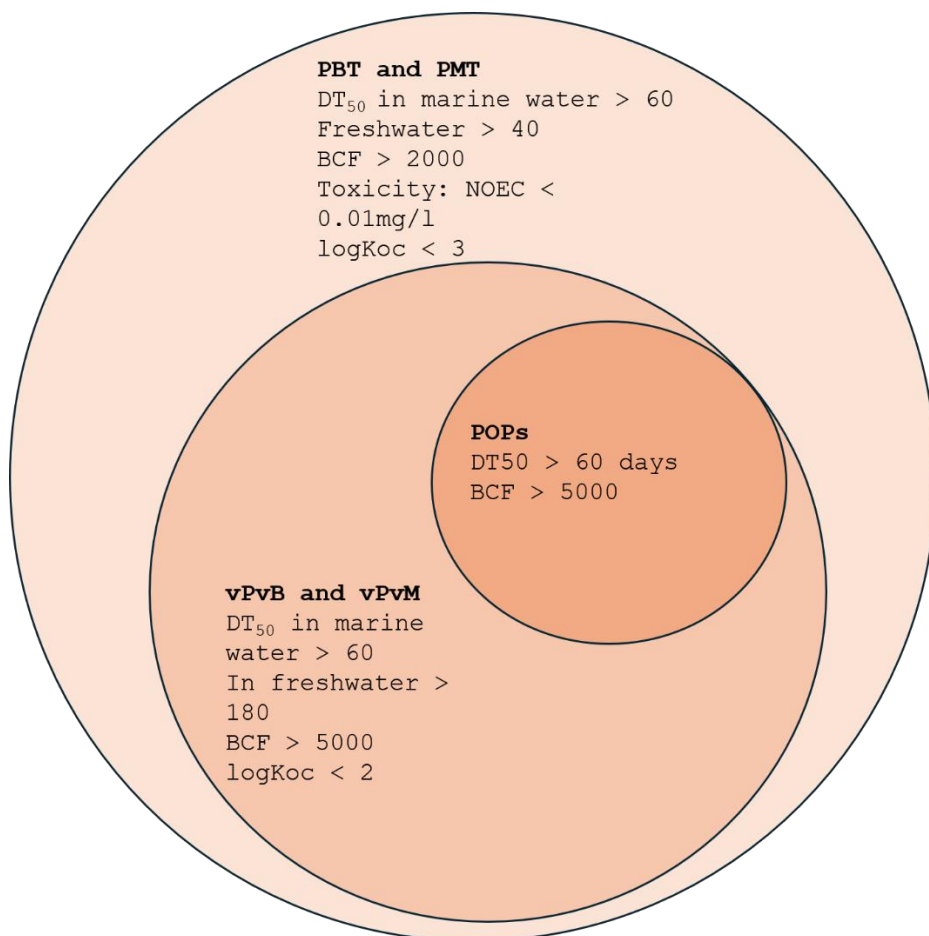 PBT and PMT
DT₅₀ in marine water > 60
Freshwater > 40
BCF > 2000
Toxicity: NOEC <
0.01mg/l
logKoc < 3
POPs
DT50 > 60 days
BCF > 5000
vPvB and vPvM
DT₅₀ in marine
water > 60
In freshwater >
180
BCF > 5000
logKoc < 2